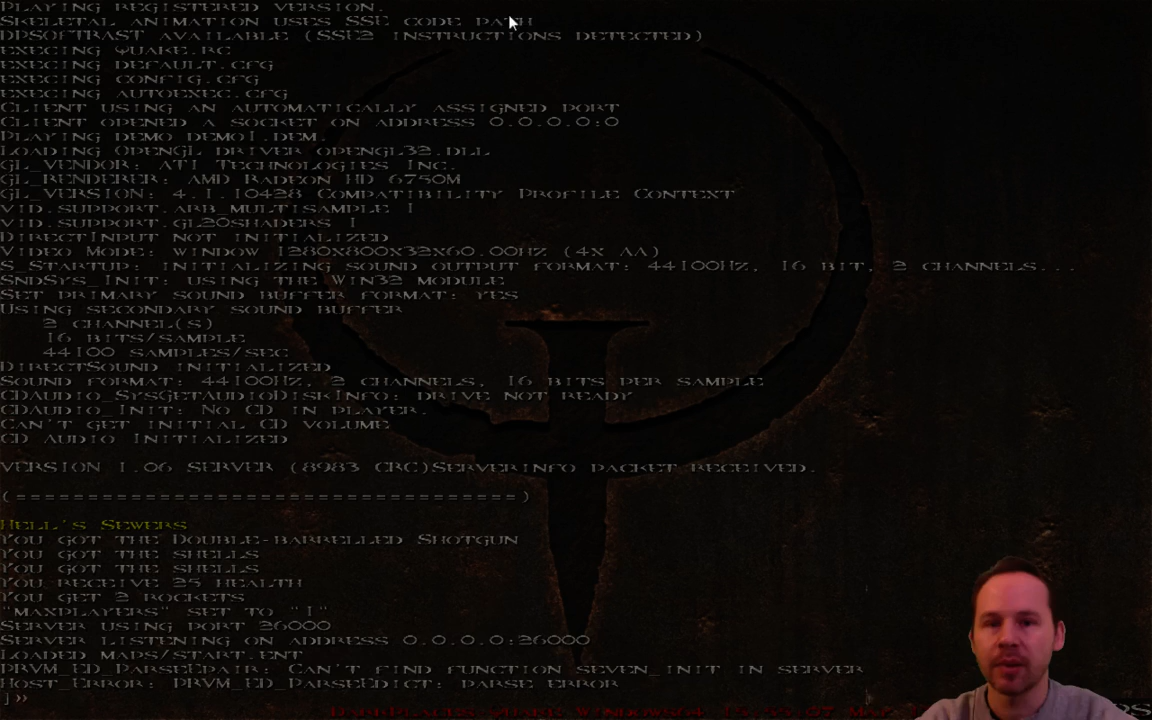 Playing registered version.
Skeletal animation uses SSE code path
DPSOFTRAST available (SSE2 instructions detected)
execing quake.rc
execing default.cfg
execing config.cfg
execing autoexec.cfg
Client using an automatically assigned port
Client opened a socket on address 0.0.0.0:0
Playing demo demo1.dem.
Loading OpenGL driver opengl32.dll
GL_VENDOR: ATI Technologies Inc.
GL_RENDERER: AMD Radeon HD 6750M
GL_VERSION: 4.1.10428 Compatibility Profile Context
vid.support.arb_multisample 1
vid.support.gl20shaders 1
DirectInput not initialized
Video Mode: window 1280x800x32x60.00hz (4x AA)
S_Startup: initializing sound output format: 44100Hz, 16 bit, 2 channels...
SndSys_Init: using the Win32 module
Set primary sound buffer format: yes
Using secondary sound buffer
2 channel(s)
16 bits/sample
44100 samples/sec
DirectSound initialized
Sound format: 44100Hz, 2 channels, 16 bits per sample
CDAudio_SysGetAudioDiskInfo: drive not ready
CDAudio_Init: No CD in player.
Can't get initial CD volume
CD Audio Initialized
VERSION 1.06 SERVER (8983 CRC)Serverinfo packet received.
(====================================)
Hell's Sewers
You got the Double-barrelled Shotgun
You got the shells
You got the shells
You receive 25 health
You get 2 rockets
"maxplayers" set to "1"
Server using port 26000
Server listening on address 0.0.0.0:26000
Loaded maps/start.ent
PRVM_ED_ParseEpair: Can't find function seven_init in server
Host_Error: PRVM_ED_ParseEdict: parse error
]»